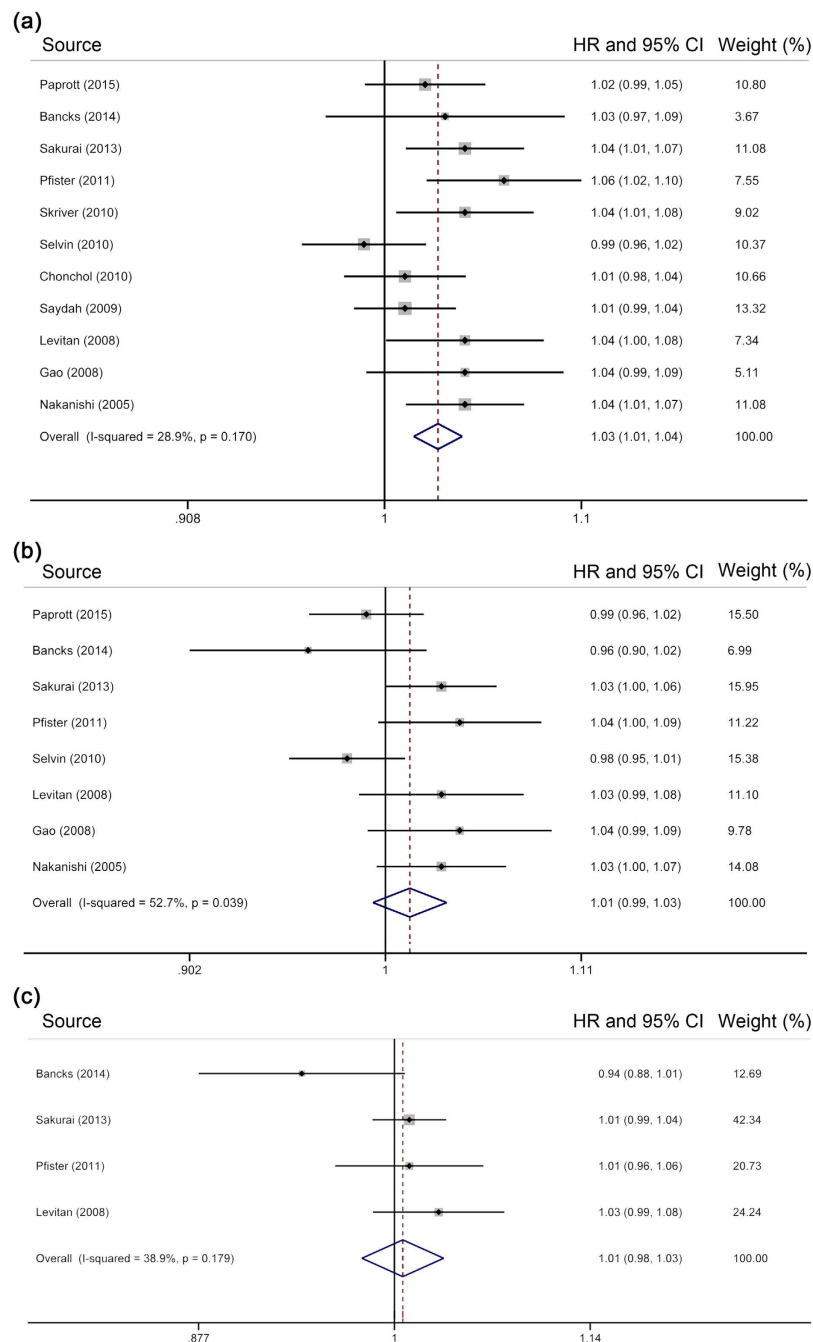 (a)
Source HR and 95% CI Weight (%)
Paprott (2015) 1.02 (0.99, 1.05) 10.80
Bancks (2014) 1.03 (0.97, 1.09) 3.67
Sakurai (2013) 1.04 (1.01, 1.07) 11.08
Pfister (2011) 1.06 (1.02, 1.10) 7.55
Skriver (2010) 1.04 (1.01, 1.08) 9.02
Selvin (2010) 0.99 (0.96, 1.02) 10.37
Chonchol (2010) 1.01 (0.98, 1.04) 10.66
Saydah (2009) 1.01 (0.99, 1.04) 13.32
Levitan (2008) 1.04 (1.00, 1.08) 7.34
Gao (2008) 1.04 (0.99, 1.09) 5.11
Nakanishi (2005) 1.04 (1.01, 1.07) 11.08
Overall (I-squared = 28.9%, p = 0.170) 1.03 (1.01, 1.04) 100.00
.908 1 1.1
(b)
Source HR and 95% CI Weight (%)
Paprott (2015) 0.99 (0.96, 1.02) 15.50
Bancks (2014) 0.96 (0.90, 1.02) 6.99
Sakurai (2013) 1.03 (1.00, 1.06) 15.95
Pfister (2011) 1.04 (1.00, 1.09) 11.22
Selvin (2010) 0.98 (0.95, 1.01) 15.38
Levitan (2008) 1.03 (0.99, 1.08) 11.10
Gao (2008) 1.04 (0.99, 1.09) 9.78
Nakanishi (2005) 1.03 (1.00, 1.07) 14.08
Overall (I-squared = 52.7%, p = 0.039) 1.01 (0.99, 1.03) 100.00
.902 1 1.11
(c)
Source HR and 95% CI Weight (%)
Bancks (2014) 0.94 (0.88, 1.01) 12.69
Sakurai (2013) 1.01 (0.99, 1.04) 42.34
Pfister (2011) 1.01 (0.96, 1.06) 20.73
Levitan (2008) 1.03 (0.99, 1.08) 24.24
Overall (I-squared = 38.9%, p = 0.179) 1.01 (0.98, 1.03) 100.00
.877 1 1.14